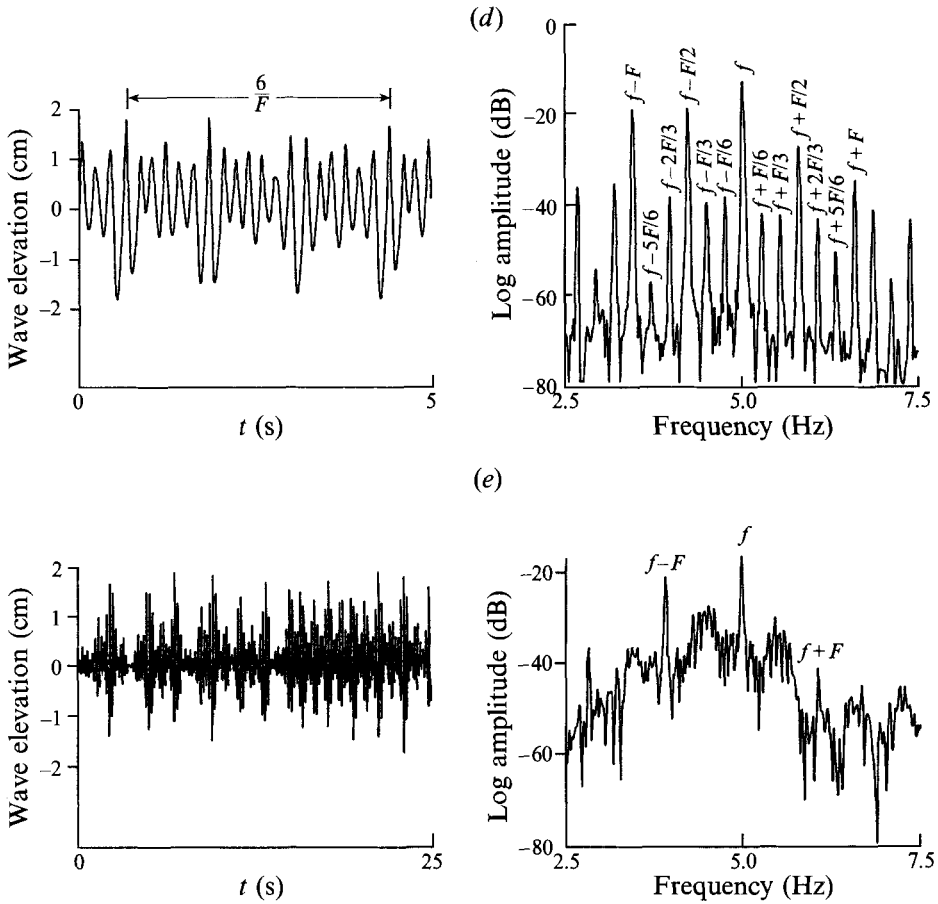 (d)
6/F
2
1
0
−1
−2
Wave elevation (cm)
0
5
t (s)
0
−20
−40
−60
−80
Log amplitude (dB)
f−F
f−5F/6
f−2F/3
f−F/2
f−F/3
f−F/6
f
f+F/6
f+F/3
f+F/2
f+2F/3
f+5F/6
f+F
2.5
5.0
7.5
Frequency (Hz)
(e)
2
1
0
−1
−2
Wave elevation (cm)
0
25
t (s)
−20
−40
−60
−80
Log amplitude (dB)
f−F
f
f+F
2.5
5.0
7.5
Frequency (Hz)